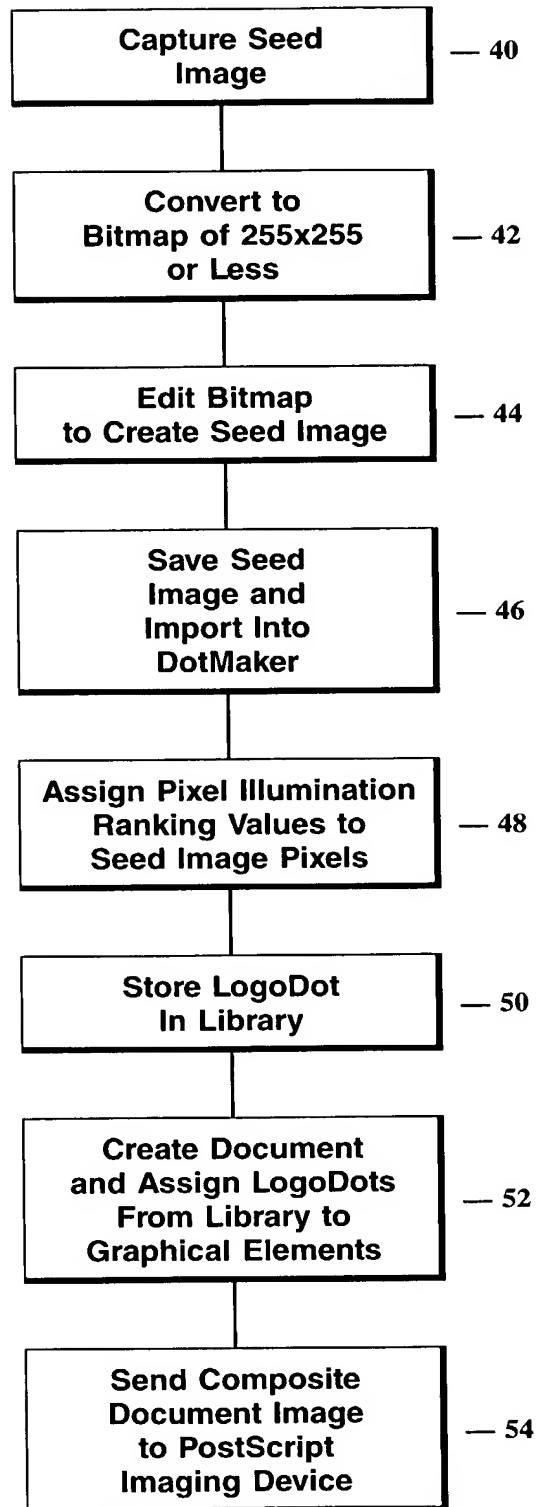 Capture Seed
Image
— 40
Convert to
Bitmap of 255x255
or Less
— 42
Edit Bitmap
to Create Seed Image
— 44
Save Seed
Image and
Import Into
DotMaker
— 46
Assign Pixel Illumination
Ranking Values to
Seed Image Pixels
— 48
Store LogoDot
In Library
— 50
Create Document
and Assign LogoDots
From Library to
Graphical Elements
— 52
Send Composite
Document Image
to PostScript
Imaging Device
— 54